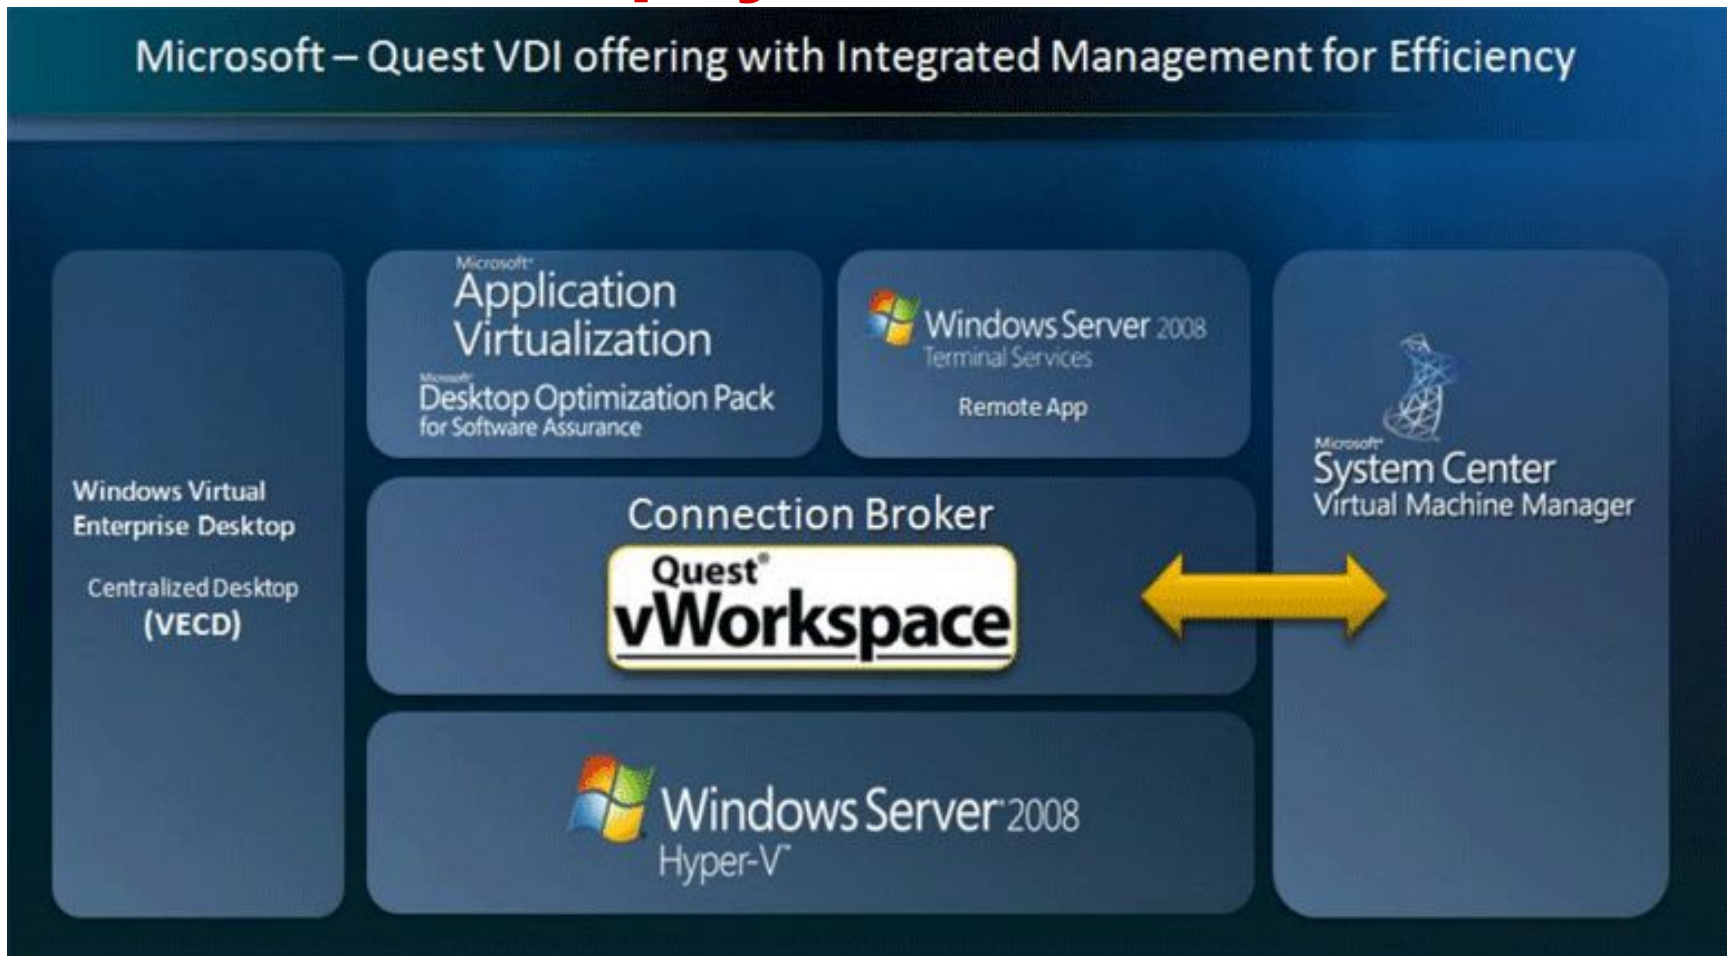 Microsoft – Quest VDI offering with Integrated Management for Efficiency
Windows Virtual
Enterprise Desktop
Centralized Desktop
(VECD)
Microsoft®
Application
Virtualization
Microsoft®
Desktop Optimization Pack
for Software Assurance
Windows Server 2008
Terminal Services
Remote App
Connection Broker
Quest®
vWorkspace
Windows Server® 2008
Hyper-V™
Microsoft®
System Center
Virtual Machine Manager